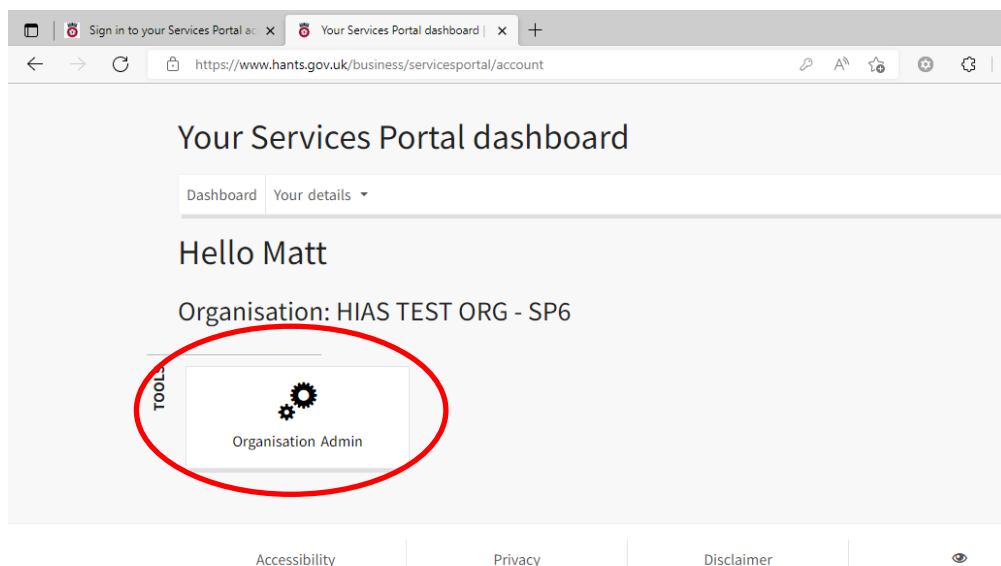 Sign in to your Services Portal ac
Your Services Portal dashboard |
https://www.hants.gov.uk/business/servicesportal/account
Your Services Portal dashboard
Dashboard Your details
Hello Matt
Organisation: HIAS TEST ORG - SP6
TOOLS
Organisation Admin
Accessibility Privacy Disclaimer